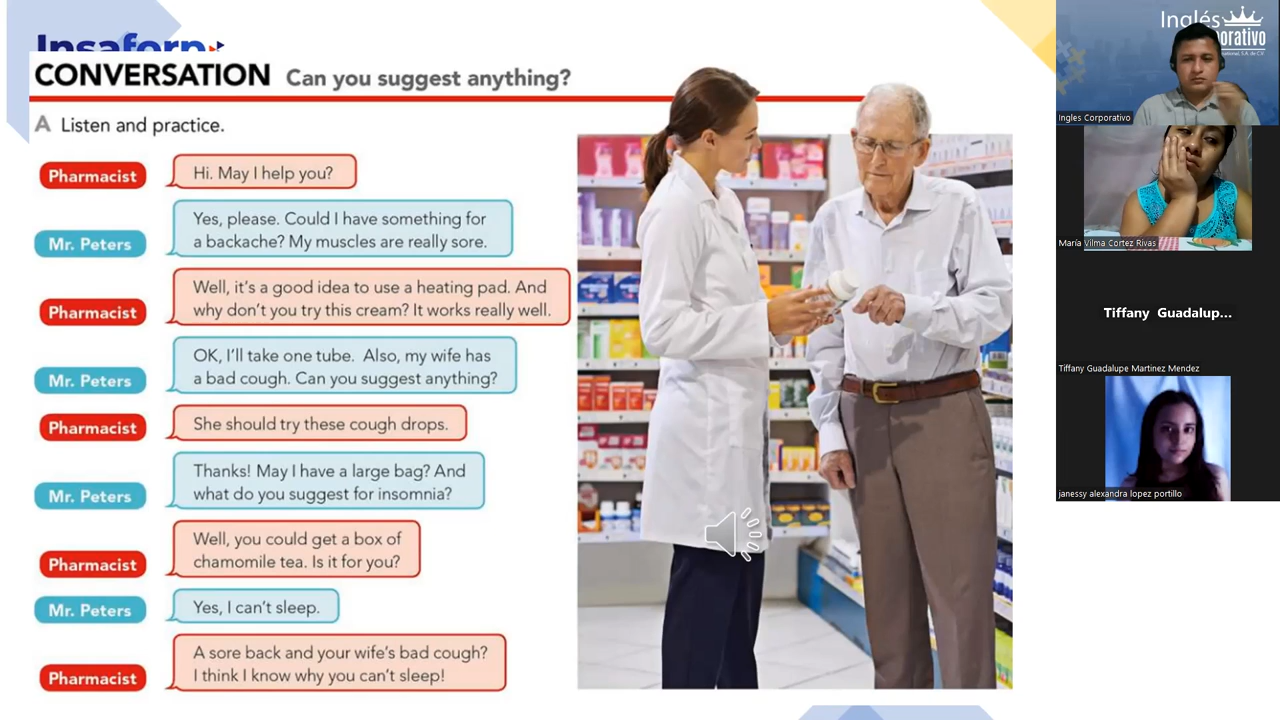 Insaforp
CONVERSATION Can you suggest anything?
A Listen and practice.
Pharmacist
Hi. May I help you?
Mr. Peters
Yes, please. Could I have something for
a backache? My muscles are really sore.
Pharmacist
Well, it's a good idea to use a heating pad. And
why don't you try this cream? It works really well.
Mr. Peters
OK, I'll take one tube. Also, my wife has
a bad cough. Can you suggest anything?
Pharmacist
She should try these cough drops.
Mr. Peters
Thanks! May I have a large bag? And
what do you suggest for insomnia?
Pharmacist
Well, you could get a box of
chamomile tea. Is it for you?
Mr. Peters
Yes, I can't sleep.
Pharmacist
A sore back and your wife's bad cough?
I think I know why you can't sleep!
Inglés
porativo
Ingles Corporativo
María Vilma Cortez Rivas
Tiffany Guadalup...
Tiffany Guadalupe Martinez Mendez
janessy alexandra lopez portillo